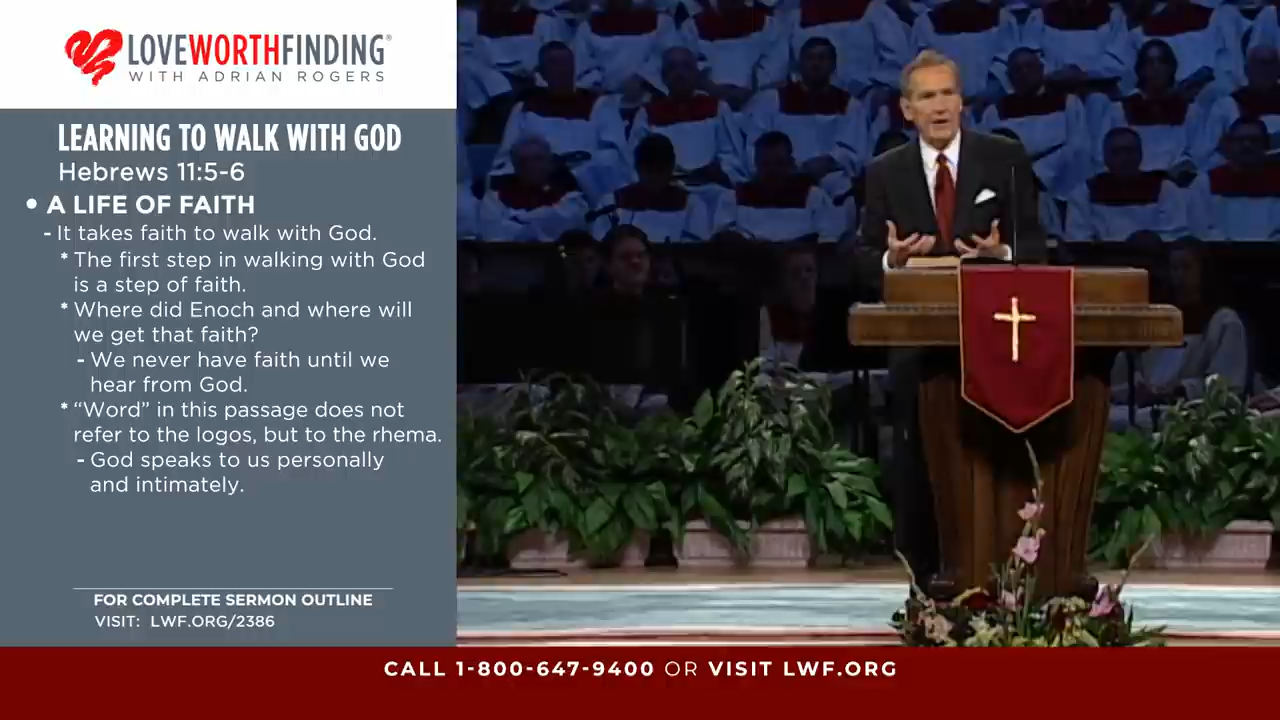 LOVEWORTHFINDING®
WITH ADRIAN ROGERS
LEARNING TO WALK WITH GOD
Hebrews 11:5-6
• A LIFE OF FAITH
- It takes faith to walk with God.
* The first step in walking with God
is a step of faith.
* Where did Enoch and where will
we get that faith?
- We never have faith until we
hear from God.
* “Word” in this passage does not
refer to the logos, but to the rhema.
- God speaks to us personally
and intimately.
FOR COMPLETE SERMON OUTLINE
VISIT: LWF.ORG/2386
CALL 1-800-647-9400 OR VISIT LWF.ORG